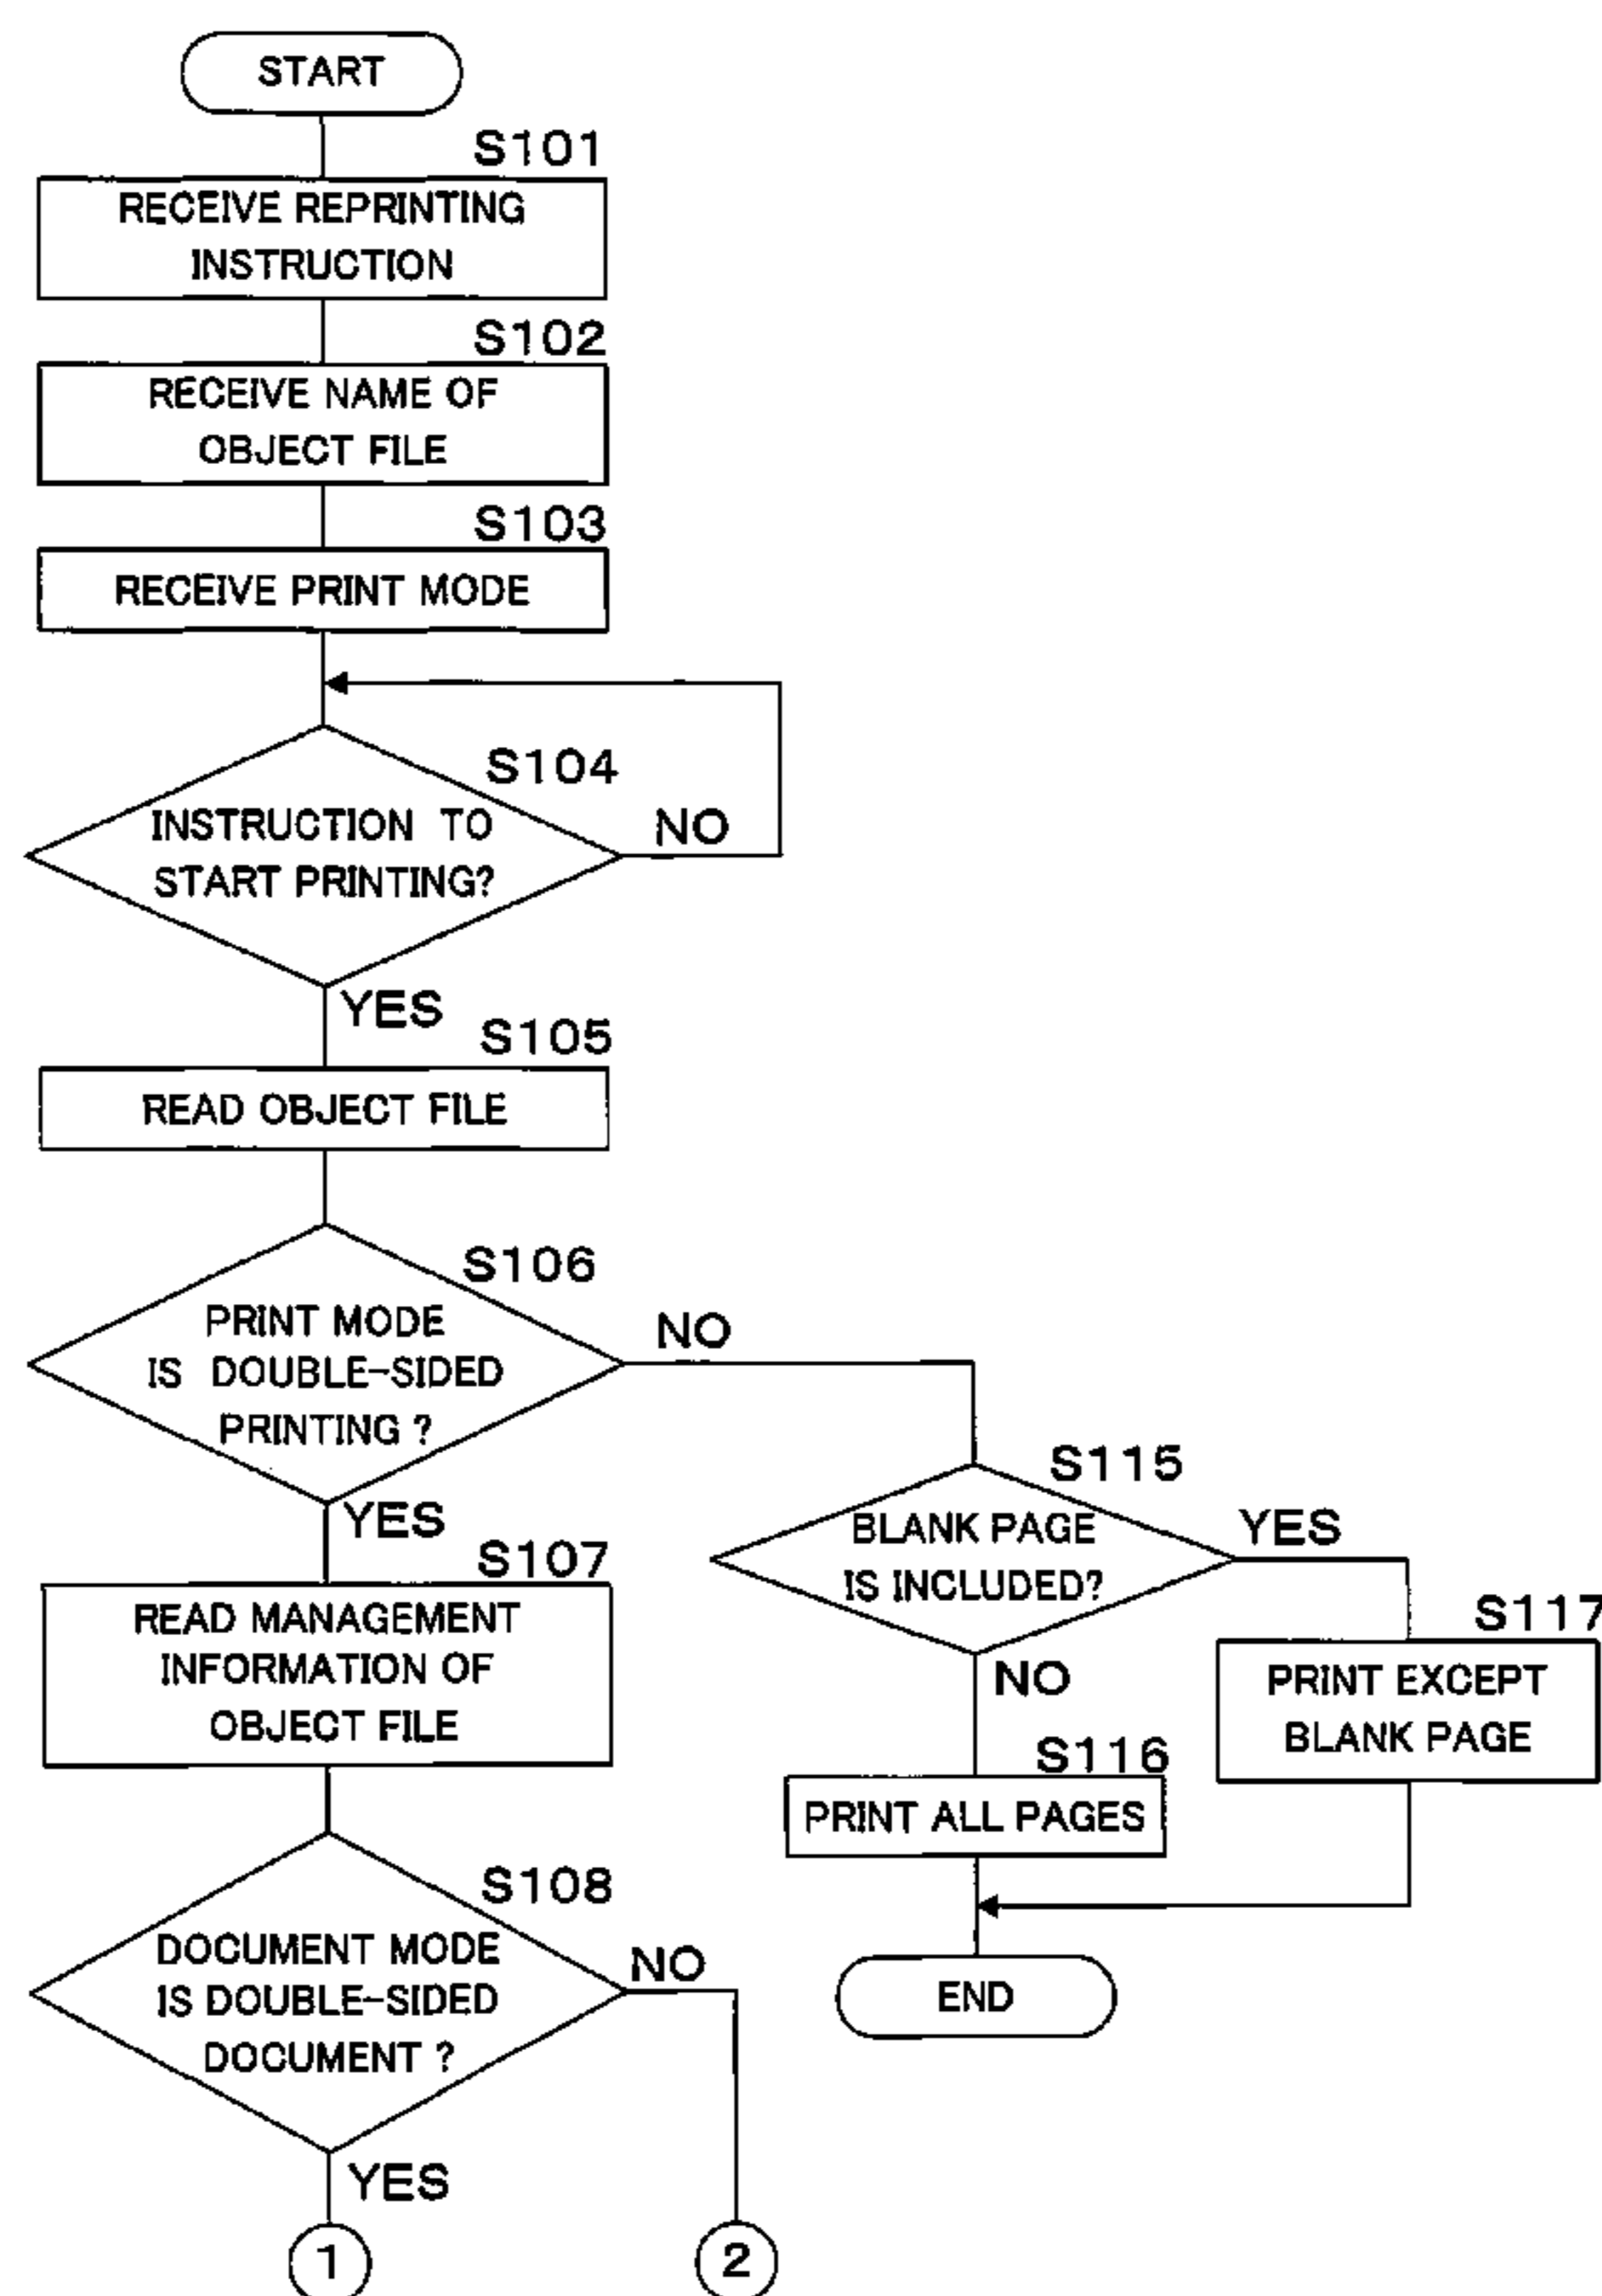 START
S101
RECEIVE REPRINTING
INSTRUCTION
S102
RECEIVE NAME OF
OBJECT FILE
S103
RECEIVE PRINT MODE
S104
INSTRUCTION TO
START PRINTING?
NO
YES
S105
READ OBJECT FILE
S106
PRINT MODE
IS DOUBLE-SIDED
PRINTING ?
NO
YES
S107
READ MANAGEMENT
INFORMATION OF
OBJECT FILE
S108
DOCUMENT MODE
IS DOUBLE-SIDED
DOCUMENT ?
NO
YES
1
2
S115
BLANK PAGE
IS INCLUDED?
YES
NO
S117
PRINT EXCEPT
BLANK PAGE
S116
PRINT ALL PAGES
END